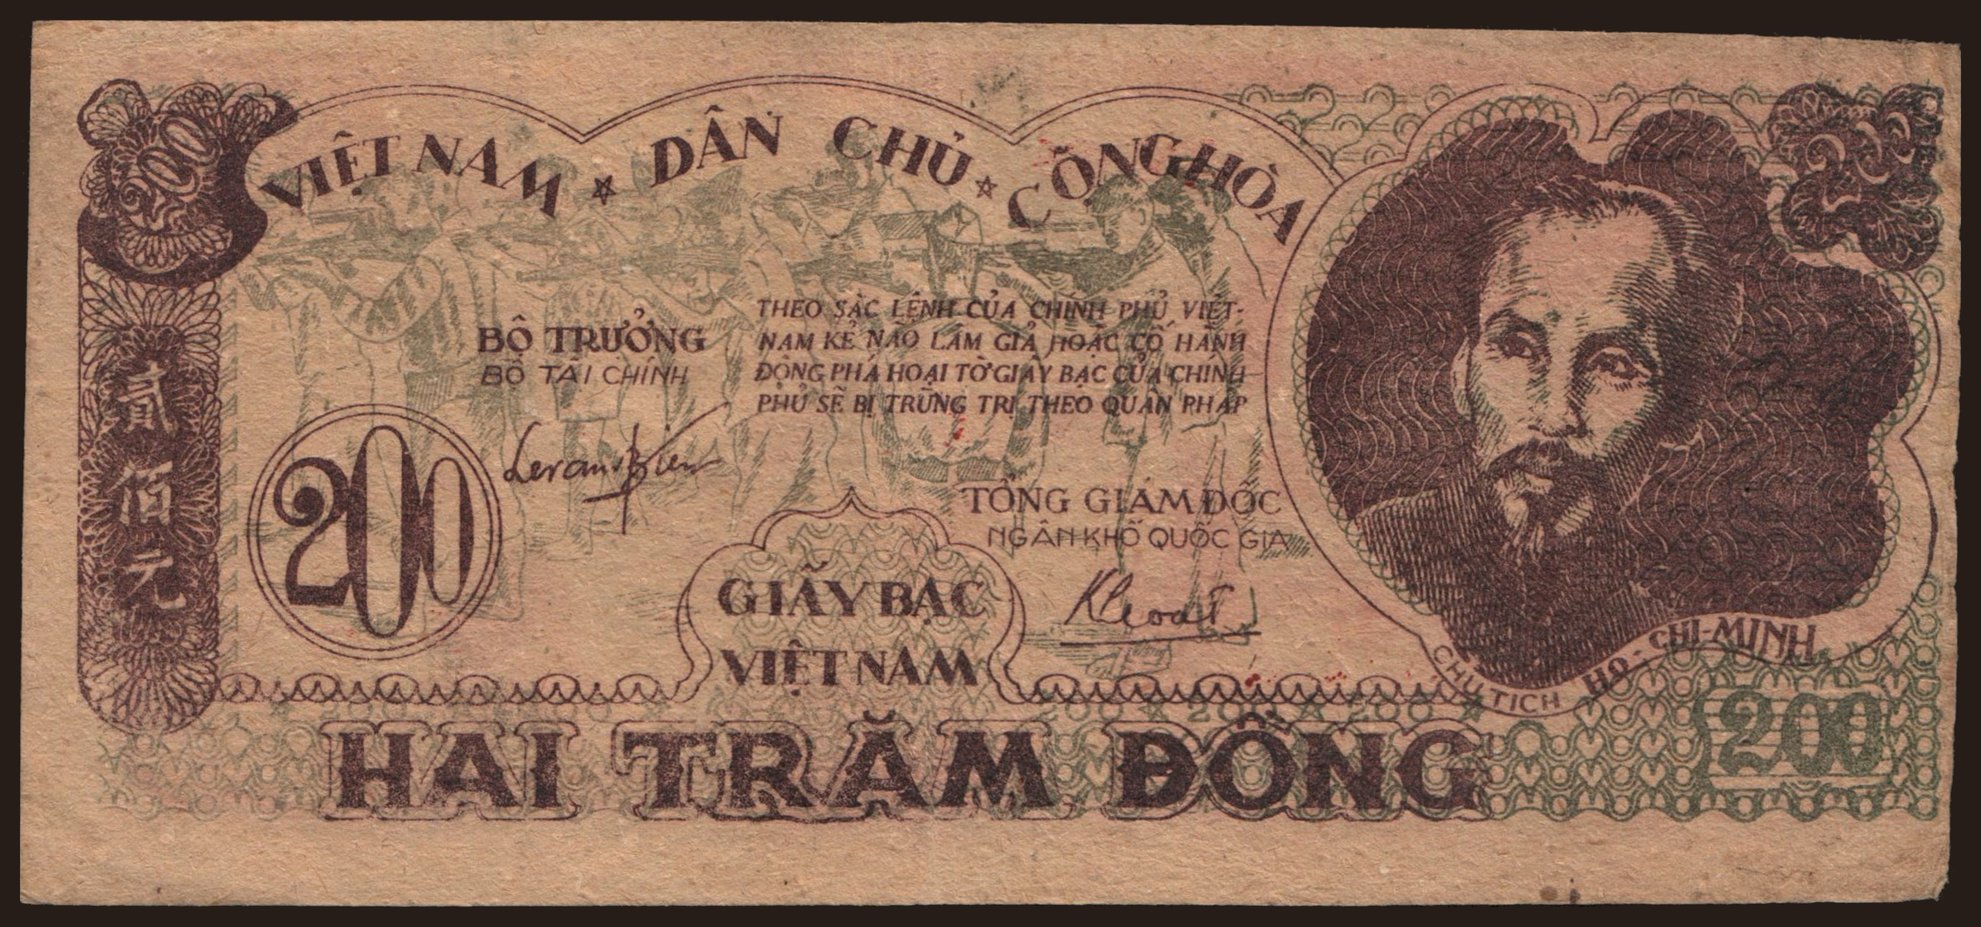 200
VIỆT NAM ★ DÂN CHỦ ★ CỘNG HÒA
貳佰元
BỘ TRƯỞNG
BỘ TÀI CHÍNH
THEO SẮC LỆNH CỦA CHÍNH PHỦ VIỆT-
NAM KẺ NÀO LÀM GIẢ HOẶC CÓ HÀNH
ĐỘNG PHÁ HOẠI TỜ GIẤY BẠC CỦA CHÍNH
PHỦ SẼ BỊ TRỪNG TRỊ THEO QUÂN PHÁP
200
TỔNG GIÁM ĐỐC
NGÂN KHỐ QUỐC GIA
GIẤY BẠC
VIỆT NAM
CHỦ TỊCH HỒ-CHÍ-MINH
200 ★ 200 ★ 200 ★
200
HAI TRĂM ĐỒNG